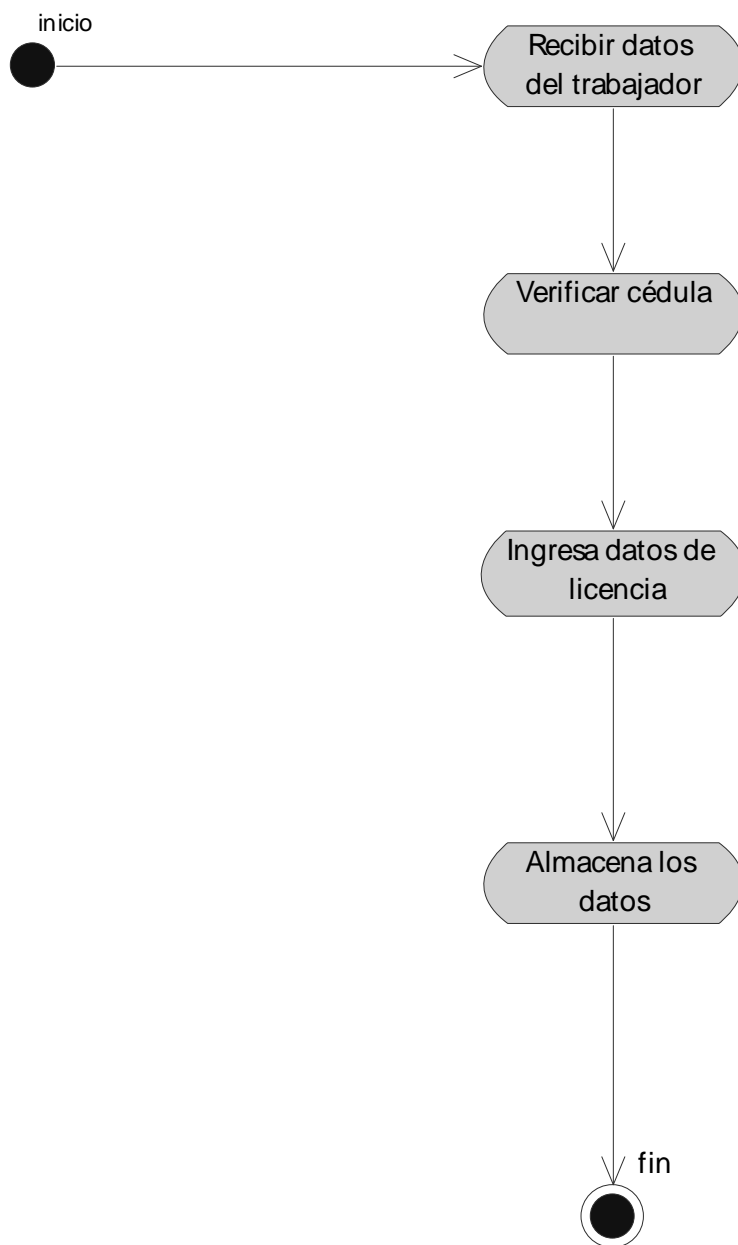 inicio
Recibir datos
del trabajador
Verificar cédula
Ingresa datos de
licencia
Almacena los
datos
fin